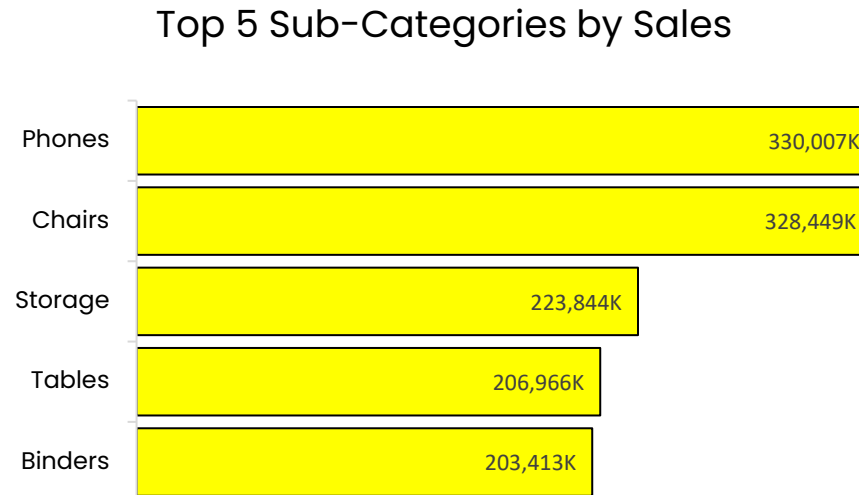 Top 5 Sub-Categories by Sales
Phones 330,007K
Chairs 328,449K
Storage 223,844K
Tables 206,966K
Binders 203,413K